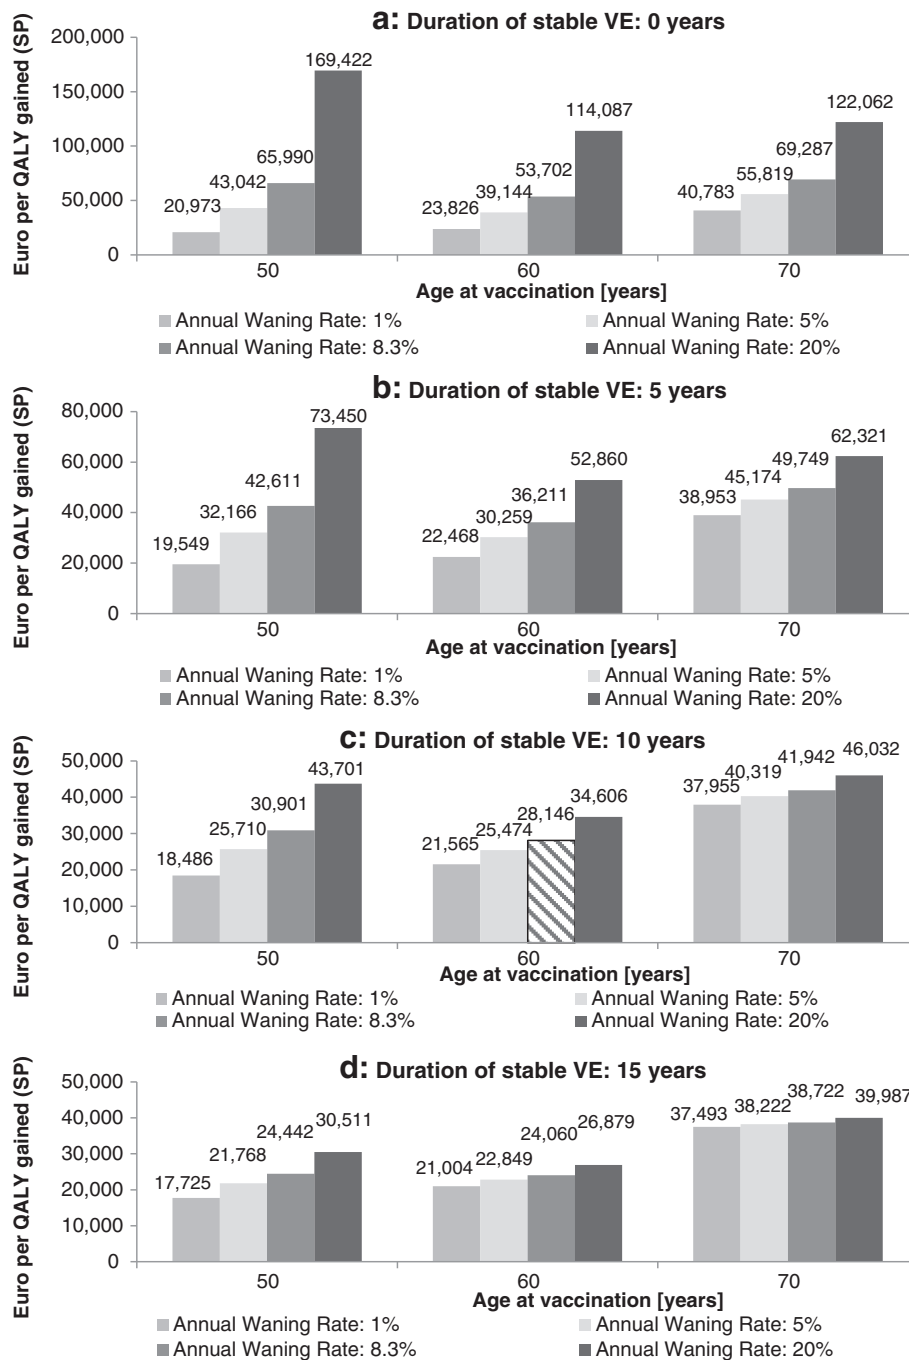 a: Duration of stable VE: 0 years
Euro per QALY gained (SP)
200,000
150,000
100,000
50,000
0
20,973
43,042
65,990
169,422
23,826
39,144
53,702
114,087
40,783
55,819
69,287
122,062
50
60
70
Age at vaccination [years]
Annual Waning Rate: 1%
Annual Waning Rate: 5%
Annual Waning Rate: 8.3%
Annual Waning Rate: 20%
b: Duration of stable VE: 5 years
Euro per QALY gained (SP)
80,000
60,000
40,000
20,000
0
19,549
32,166
42,611
73,450
22,468
30,259
36,211
52,860
38,953
45,174
49,749
62,321
50
60
70
Age at vaccination [years]
Annual Waning Rate: 1%
Annual Waning Rate: 5%
Annual Waning Rate: 8.3%
Annual Waning Rate: 20%
c: Duration of stable VE: 10 years
Euro per QALY gained (SP)
50,000
40,000
30,000
20,000
10,000
0
18,486
25,710
30,901
43,701
21,565
25,474
28,146
34,606
37,955
40,319
41,942
46,032
50
60
70
Age at vaccination [years]
Annual Waning Rate: 1%
Annual Waning Rate: 5%
Annual Waning Rate: 8.3%
Annual Waning Rate: 20%
d: Duration of stable VE: 15 years
Euro per QALY gained (SP)
50,000
40,000
30,000
20,000
10,000
0
17,725
21,768
24,442
30,511
21,004
22,849
24,060
26,879
37,493
38,222
38,722
39,987
50
60
70
Age at vaccination [years]
Annual Waning Rate: 1%
Annual Waning Rate: 5%
Annual Waning Rate: 8.3%
Annual Waning Rate: 20%